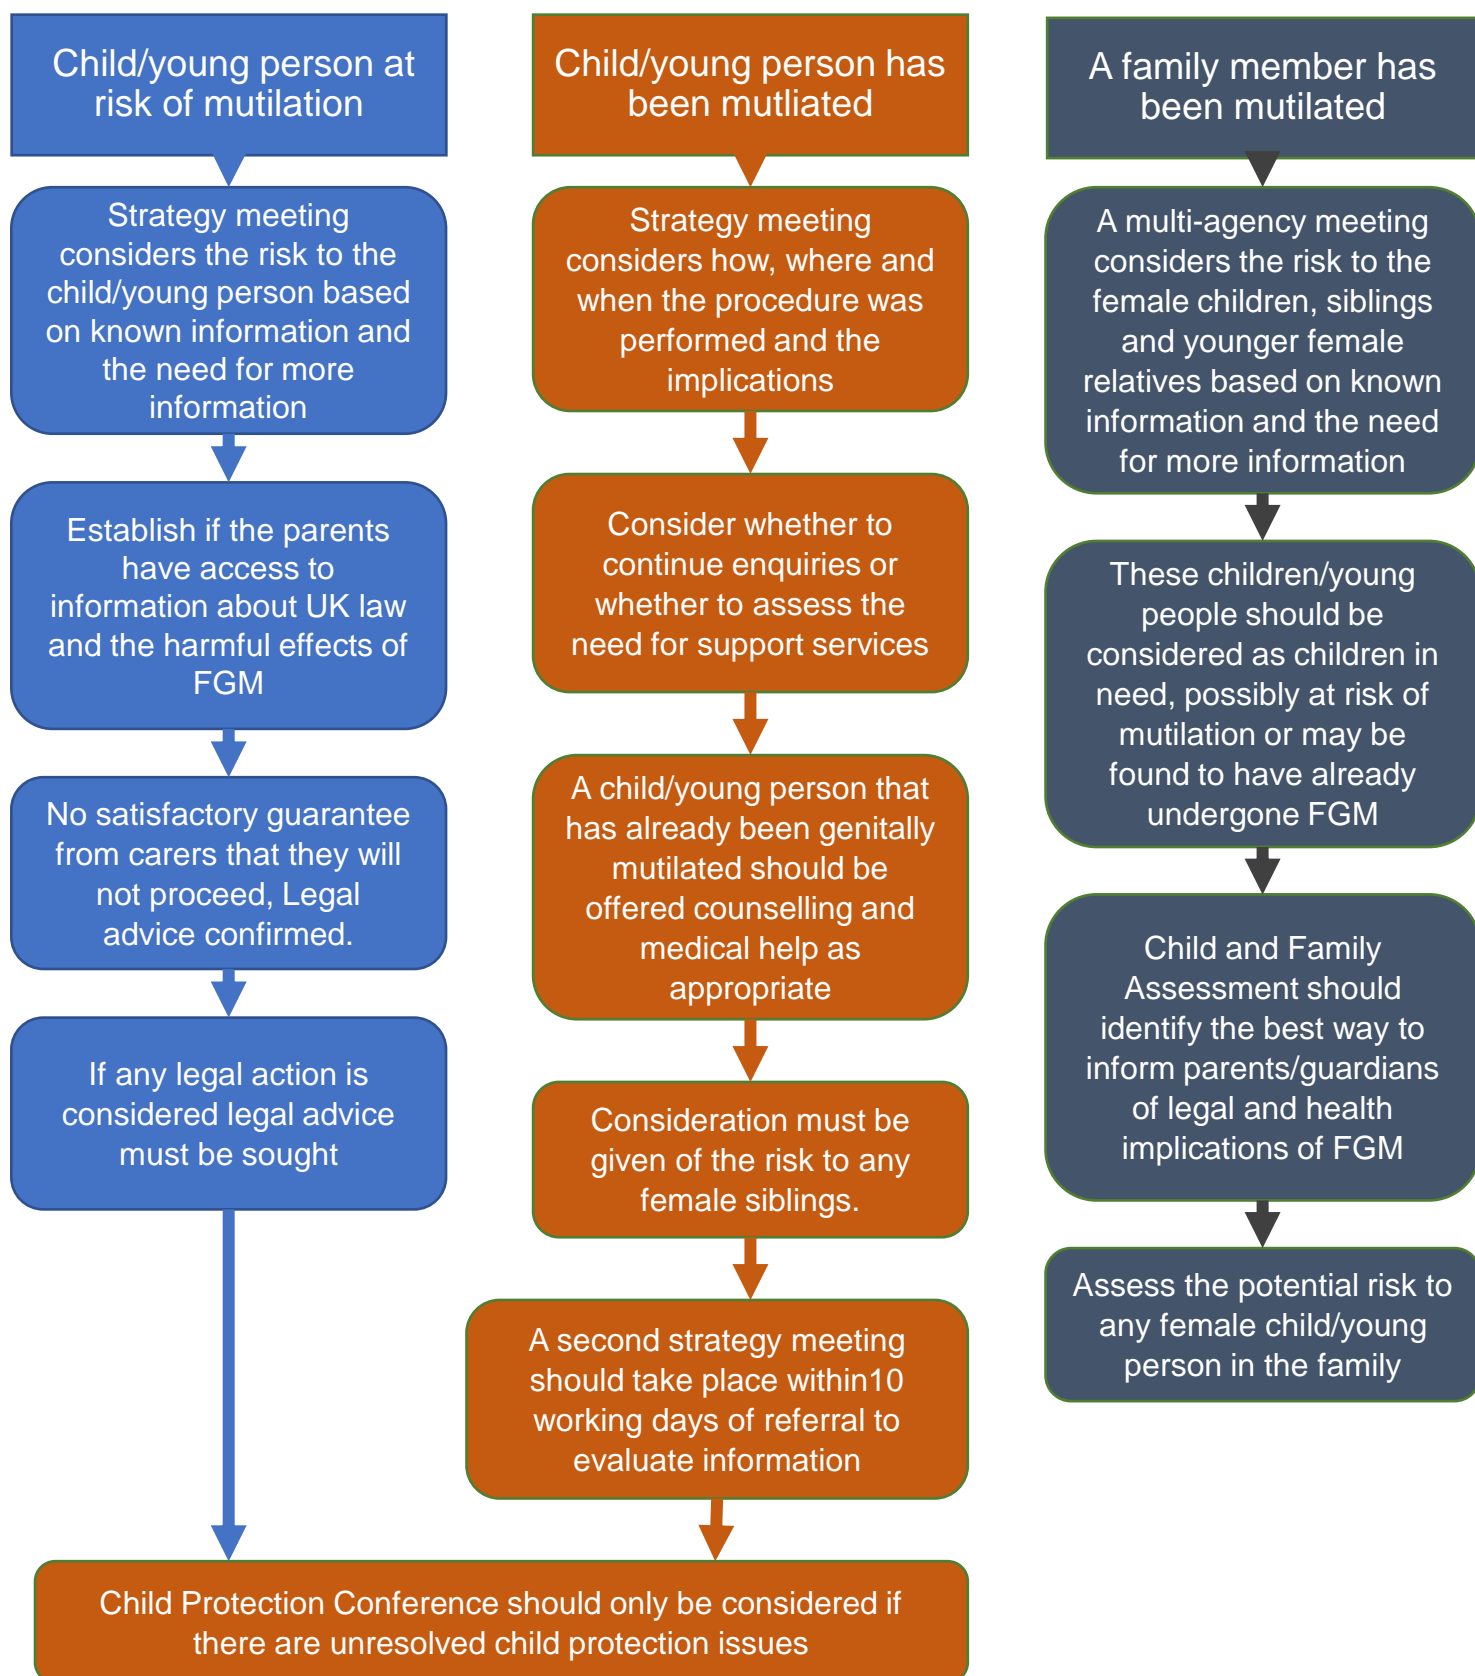 Child/young person at
risk of mutilation
Strategy meeting
considers the risk to the
child/young person based
on known information and
the need for more
information
Establish if the parents
have access to
information about UK law
and the harmful effects of
FGM
No satisfactory guarantee
from carers that they will
not proceed, Legal
advice confirmed.
If any legal action is
considered legal advice
must be sought
Child/young person has
been mutliated
Strategy meeting
considers how, where and
when the procedure was
performed and the
implications
Consider whether to
continue enquiries or
whether to assess the
need for support services
A child/young person that
has already been genitally
mutilated should be
offered counselling and
medical help as
appropriate
Consideration must be
given of the risk to any
female siblings.
A second strategy meeting
should take place within10
working days of referral to
evaluate information
Child Protection Conference should only be considered if
there are unresolved child protection issues
A family member has
been mutilated
A multi-agency meeting
considers the risk to the
female children, siblings
and younger female
relatives based on known
information and the need
for more information
These children/young
people should be
considered as children in
need, possibly at risk of
mutilation or may be
found to have already
undergone FGM
Child and Family
Assessment should
identify the best way to
inform parents/guardians
of legal and health
implications of FGM
Assess the potential risk to
any female child/young
person in the family